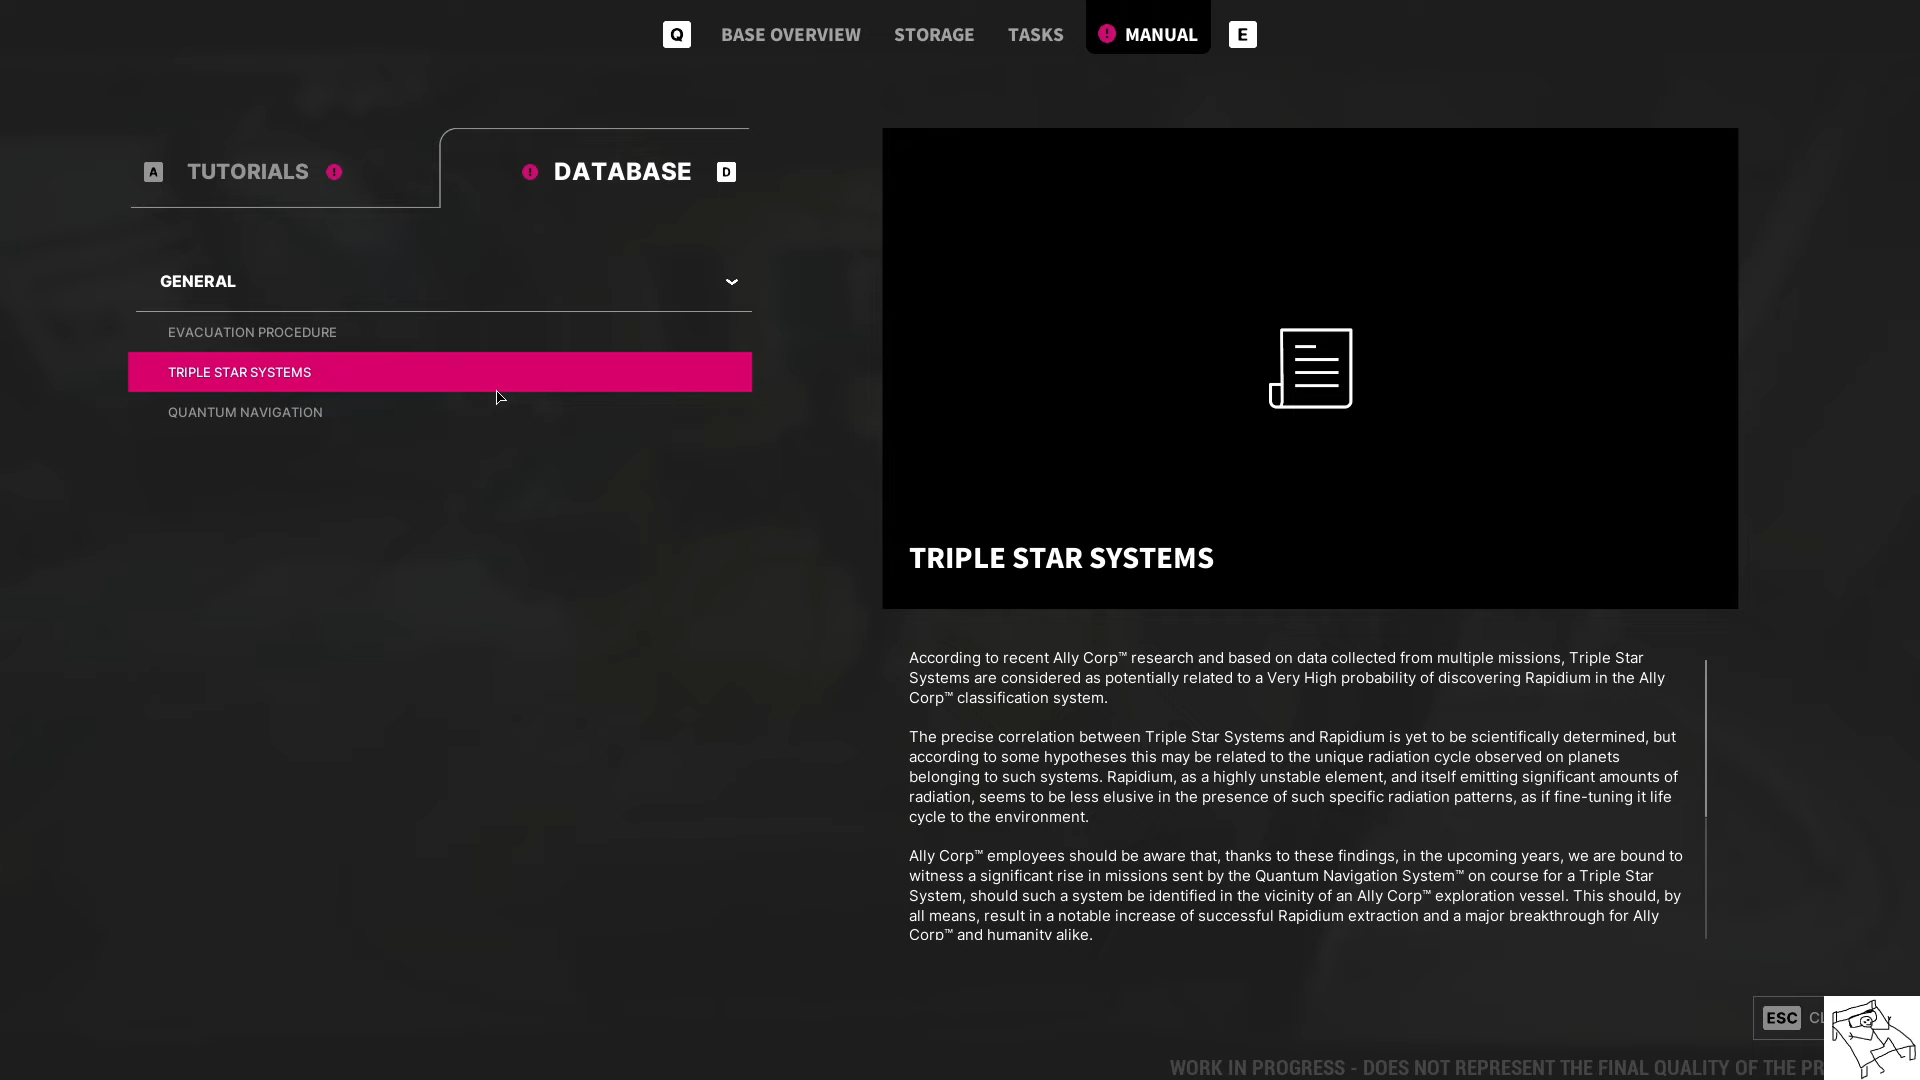 Q BASE OVERVIEW STORAGE TASKS ! MANUAL E
A TUTORIALS ! ! DATABASE D
GENERAL
EVACUATION PROCEDURE
TRIPLE STAR SYSTEMS
QUANTUM NAVIGATION
TRIPLE STAR SYSTEMS
According to recent Ally Corp™ research and based on data collected from multiple missions, Triple Star
Systems are considered as potentially related to a Very High probability of discovering Rapidium in the Ally
Corp™ classification system.
The precise correlation between Triple Star Systems and Rapidium is yet to be scientifically determined, but
according to some hypotheses this may be related to the unique radiation cycle observed on planets
belonging to such systems. Rapidium, as a highly unstable element, and itself emitting significant amounts of
radiation, seems to be less elusive in the presence of such specific radiation patterns, as if fine-tuning it life
cycle to the environment.
Ally Corp™ employees should be aware that, thanks to these findings, in the upcoming years, we are bound to
witness a significant rise in missions sent by the Quantum Navigation System™ on course for a Triple Star
System, should such a system be identified in the vicinity of an Ally Corp™ exploration vessel. This should, by
all means, result in a notable increase of successful Rapidium extraction and a major breakthrough for Ally
Corp™ and humanity alike.
ESC
WORK IN PROGRESS - DOES NOT REPRESENT THE FINAL QUALITY OF THE